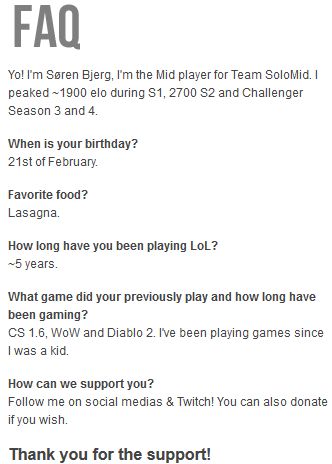 FAQ
Yo! I'm Søren Bjerg, I'm the Mid player for Team SoloMid. I
peaked ~1900 elo during S1, 2700 S2 and Challenger
Season 3 and 4.
When is your birthday?
21st of February.
Favorite food?
Lasagna.
How long have you been playing LoL?
~5 years.
What game did your previously play and how long have
been gaming?
CS 1.6, WoW and Diablo 2. I've been playing games since
I was a kid.
How can we support you?
Follow me on social medias & Twitch! You can also donate
if you wish.
Thank you for the support!